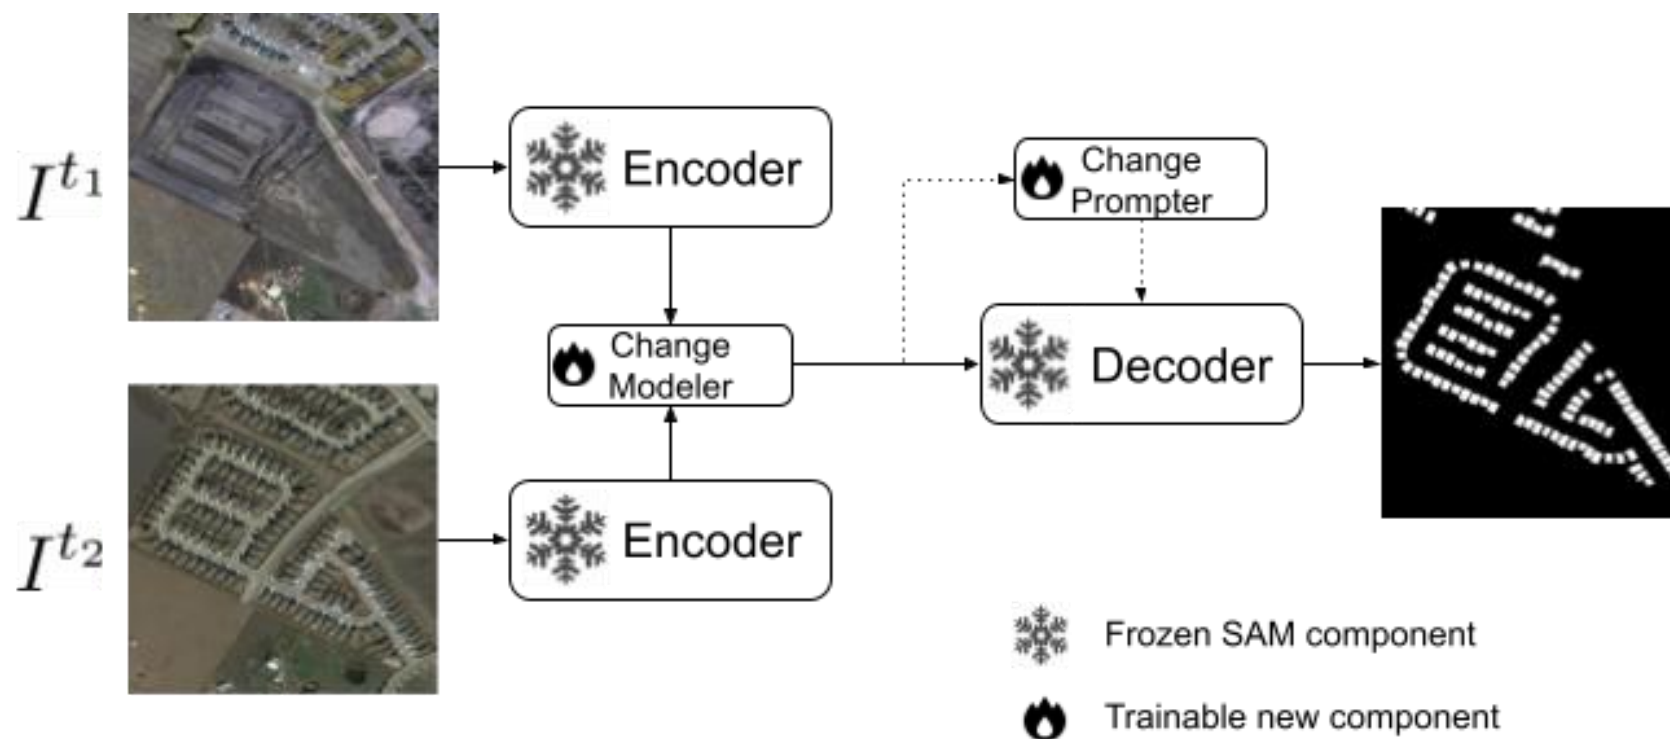 I^{t_1}
Encoder
Change
Prompter
Change
Modeler
Decoder
I^{t_2}
Encoder
Frozen SAM component
Trainable new component